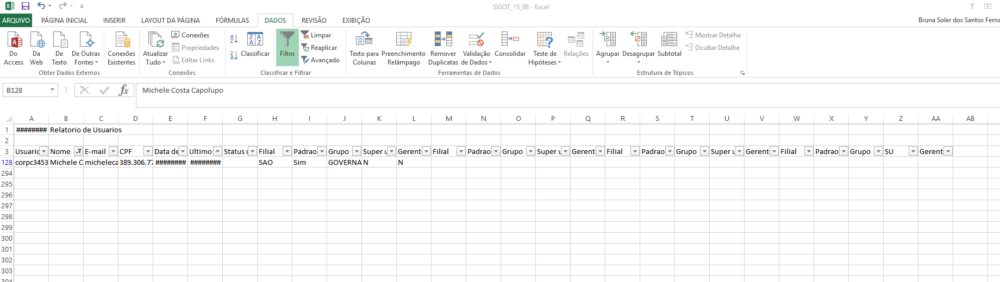 SIGOT_15_08 - Excel
?
ARQUIVO PÁGINA INICIAL INSERIR LAYOUT DA PÁGINA FÓRMULAS DADOS REVISÃO EXIBIÇÃO Bruna Soler dos Santos Ferna
Do Access
Da Web
De Texto
De Outras Fontes
Conexões Existentes
Obter Dados Externos
Atualizar Tudo
Conexões
Propriedades
Editar Links
Conexões
Classificar
Filtro
Limpar
Reaplicar
Avançado
Classificar e Filtrar
Texto para Colunas
Preenchimento Relâmpago
Remover Duplicatas
Validação de Dados
Consolidar
Teste de Hipóteses
Relações
Ferramentas de Dados
Agrupar
Desagrupar
Subtotal
Mostrar Detalhe
Ocultar Detalhe
Estrutura de Tópicos
B128 fx Michele Costa Capolupo
A B C D E F G H I J K L M N O P Q R S T U V W X Y Z AA AB
1 ######## Relatorio de Usuarios
2
3 Usuario Nome E-mail CPF Data de Ultimo Status Filial Padrao Grupo Super u Gerent Filial Padrao Grupo Super u Gerent Filial Padrao Grupo Super u Gerent Filial Padrao Grupo SU Gerent
128 corpc3453 Michele C micheleca 389.306.77 ######## ######## SAO Sim GOVERNA N N
294
295
296
297
298
299
300
301
302
303
304